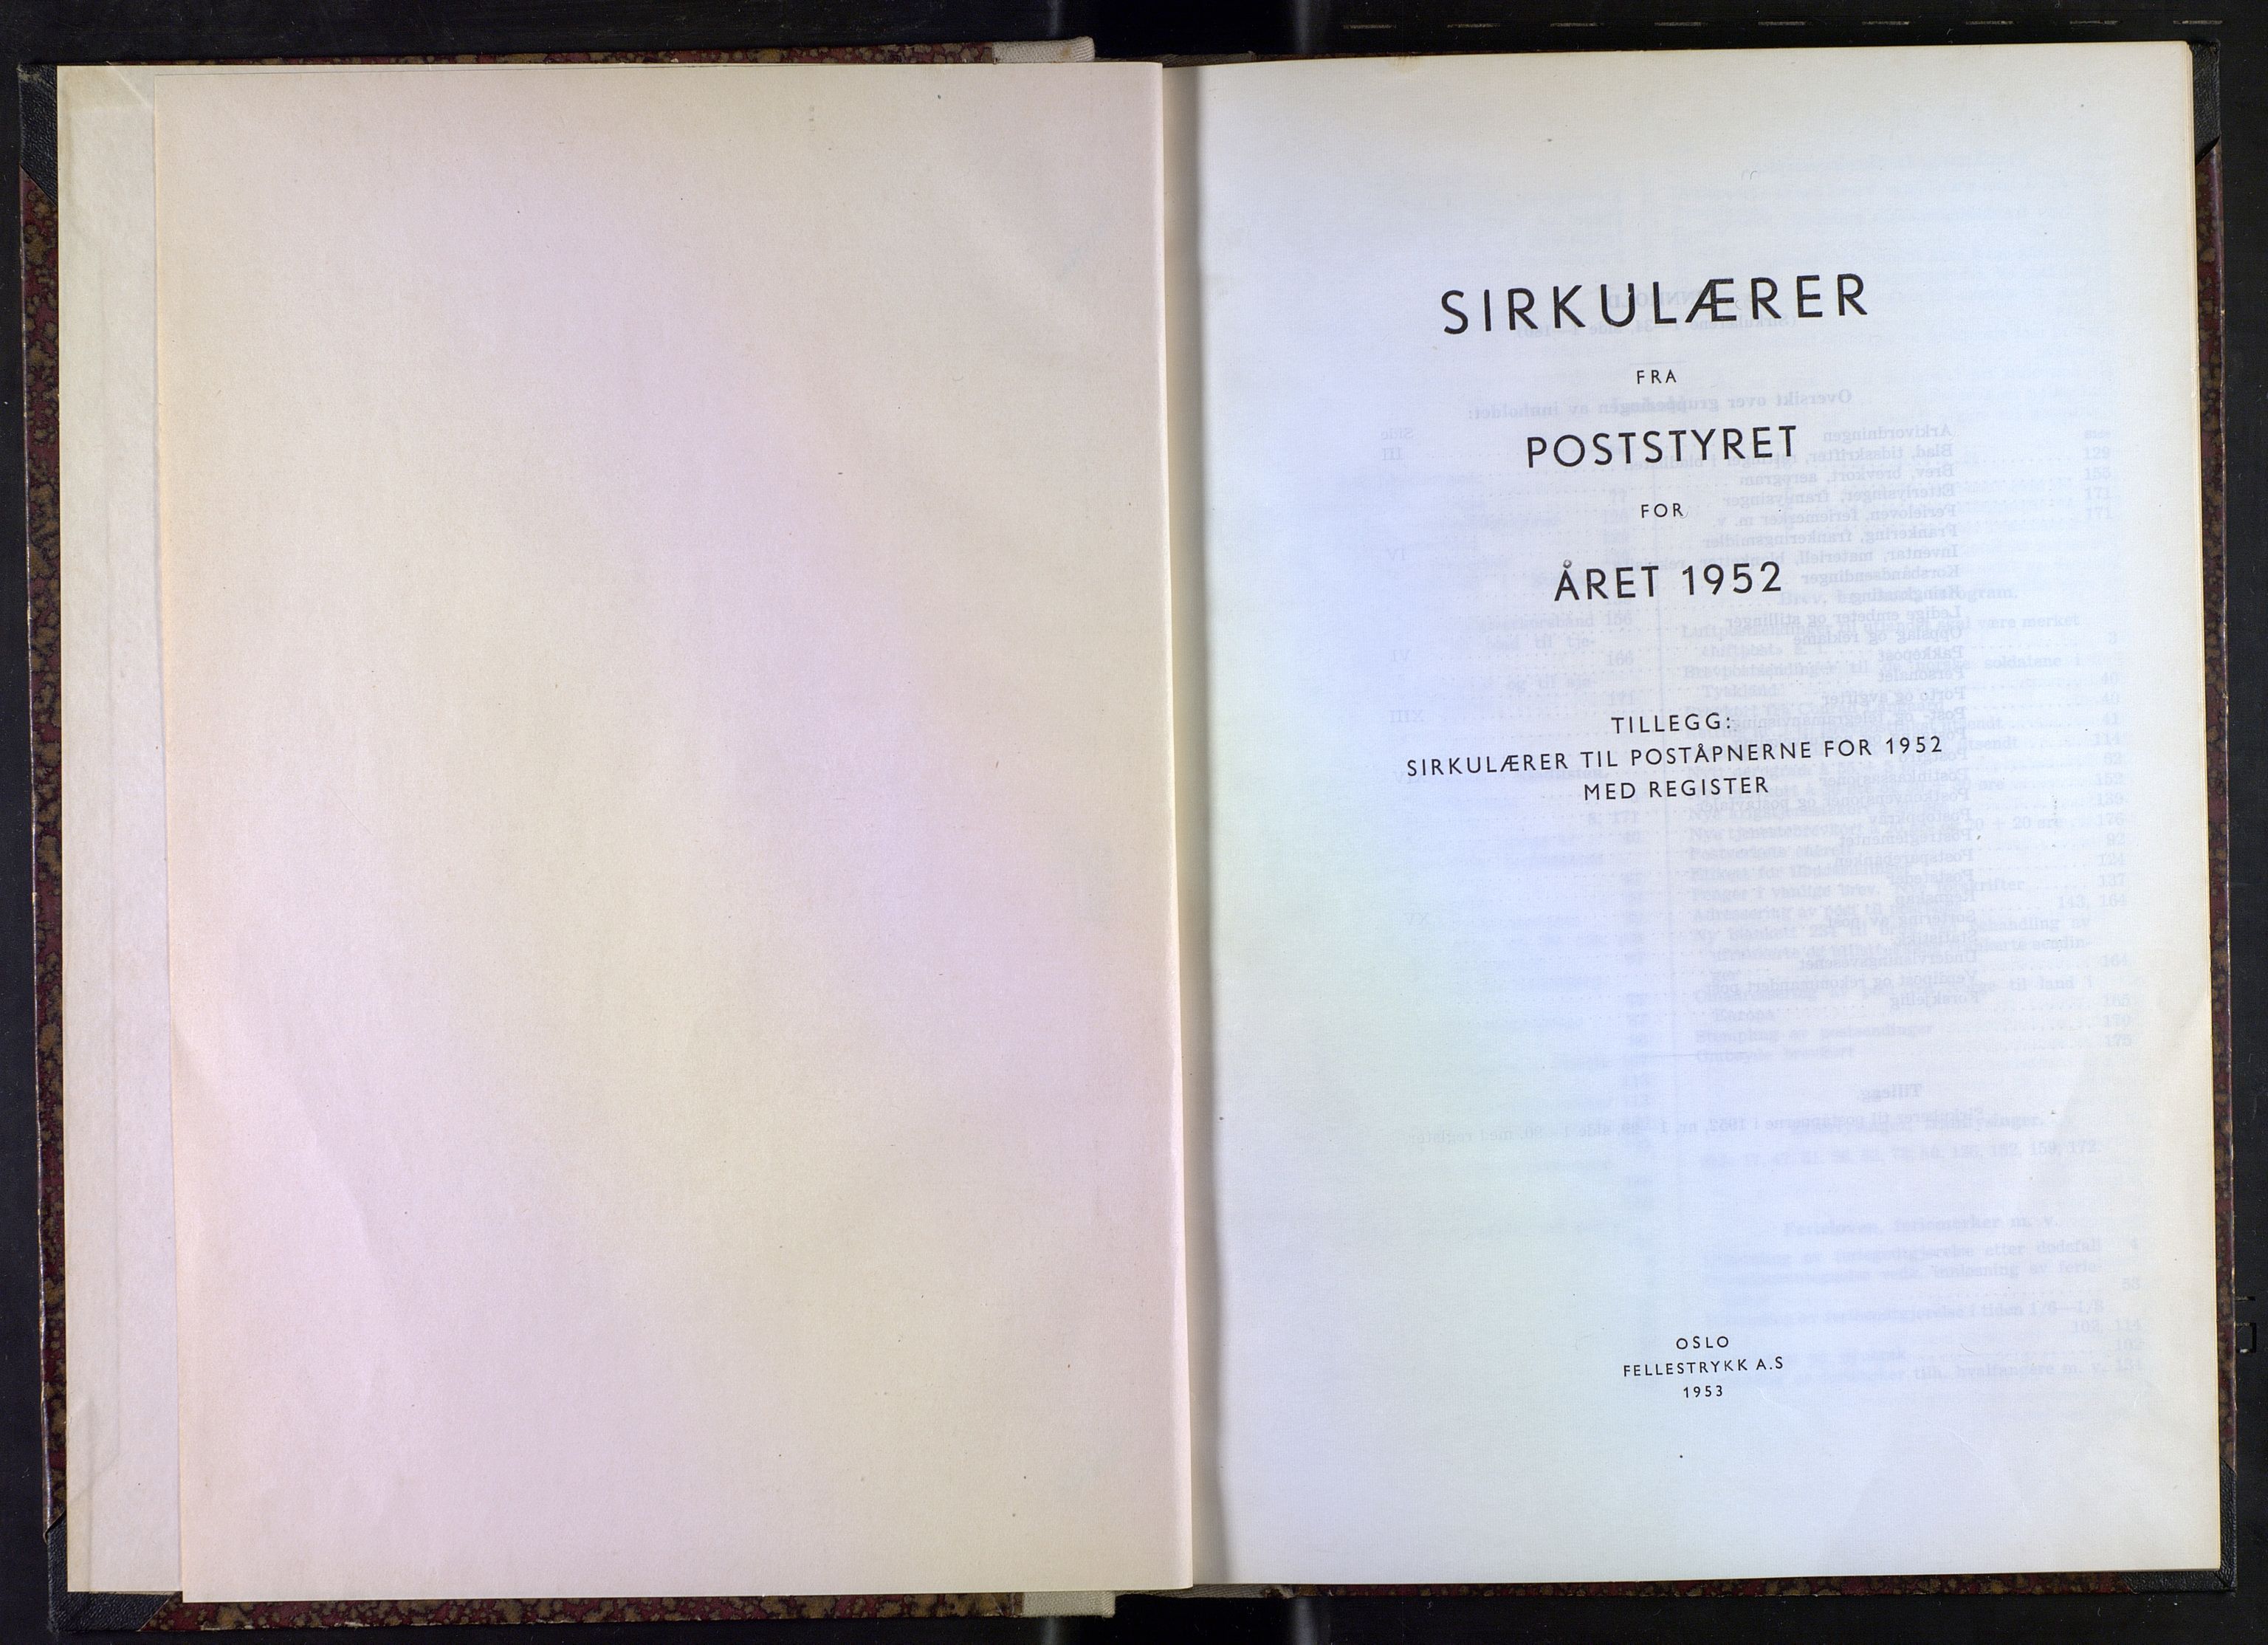 SIRKULÆRER
FRA
POSTSTYRET
FOR
ÅRET 1952
TILLEGG:
SIRKULÆRER TIL POSTÅPNERNE FOR 1952
MED REGISTER
OSLO
FELLESTRYKK A.S
1953